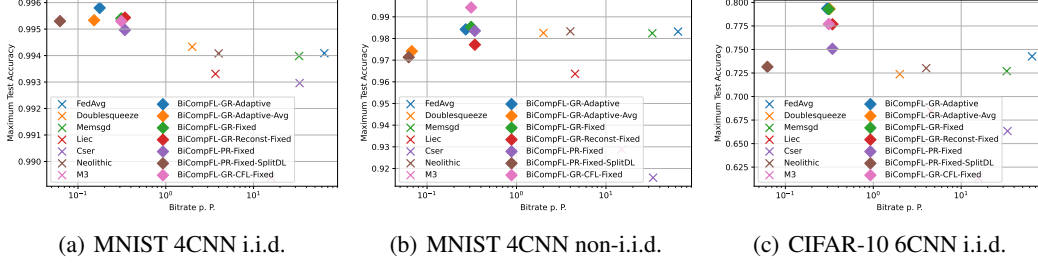 0.996
0.995
0.994
0.993
0.992
0.991
0.990
Maximum Test Accuracy
FedAvg
Doublesqueeze
Memsgd
Liec
Cser
Neolithic
M3
BiCompFL-GR-Adaptive
BiCompFL-GR-Adaptive-Avg
BiCompFL-GR-Fixed
BiCompFL-GR-Reconst-Fixed
BiCompFL-PR-Fixed
BiCompFL-PR-Fixed-SplitDL
BiCompFL-GR-CFL-Fixed
10⁻¹ 10⁰ 10¹
Bitrate p. P.
(a) MNIST 4CNN i.i.d.
0.99
0.98
0.97
0.96
0.95
0.94
0.93
0.92
Maximum Test Accuracy
FedAvg
Doublesqueeze
Memsgd
Liec
Cser
Neolithic
M3
BiCompFL-GR-Adaptive
BiCompFL-GR-Adaptive-Avg
BiCompFL-GR-Fixed
BiCompFL-GR-Reconst-Fixed
BiCompFL-PR-Fixed
BiCompFL-PR-Fixed-SplitDL
BiCompFL-GR-CFL-Fixed
10⁻¹ 10⁰ 10¹
Bitrate p. P.
(b) MNIST 4CNN non-i.i.d.
0.800
0.775
0.750
0.725
0.700
0.675
0.650
0.625
Maximum Test Accuracy
FedAvg
Doublesqueeze
Memsgd
Liec
Cser
Neolithic
M3
BiCompFL-GR-Adaptive
BiCompFL-GR-Adaptive-Avg
BiCompFL-GR-Fixed
BiCompFL-GR-Reconst-Fixed
BiCompFL-PR-Fixed
BiCompFL-PR-Fixed-SplitDL
BiCompFL-GR-CFL-Fixed
10⁻¹ 10⁰ 10¹
Bitrate p. P.
(c) CIFAR-10 6CNN i.i.d.